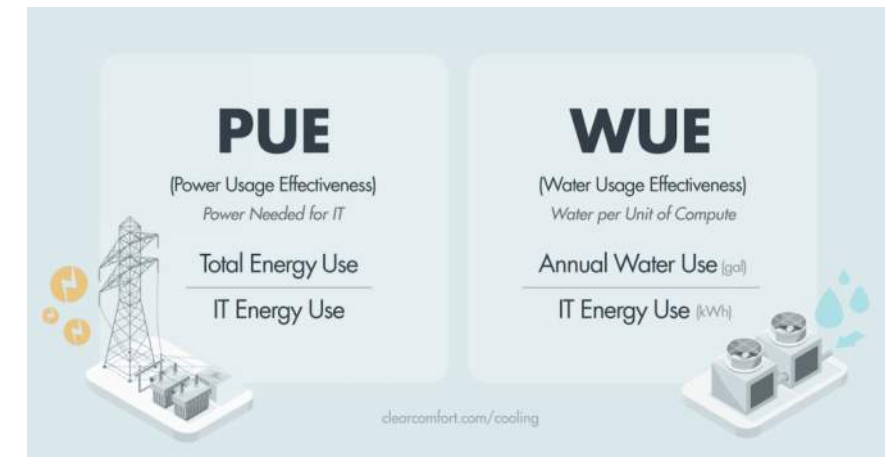 PUE
(Power Usage Effectiveness)
Power Needed for IT
Total Energy Use
IT Energy Use
WUE
(Water Usage Effectiveness)
Water per Unit of Compute
Annual Water Use (gal)
IT Energy Use (kWh)
clearcomfort.com/cooling